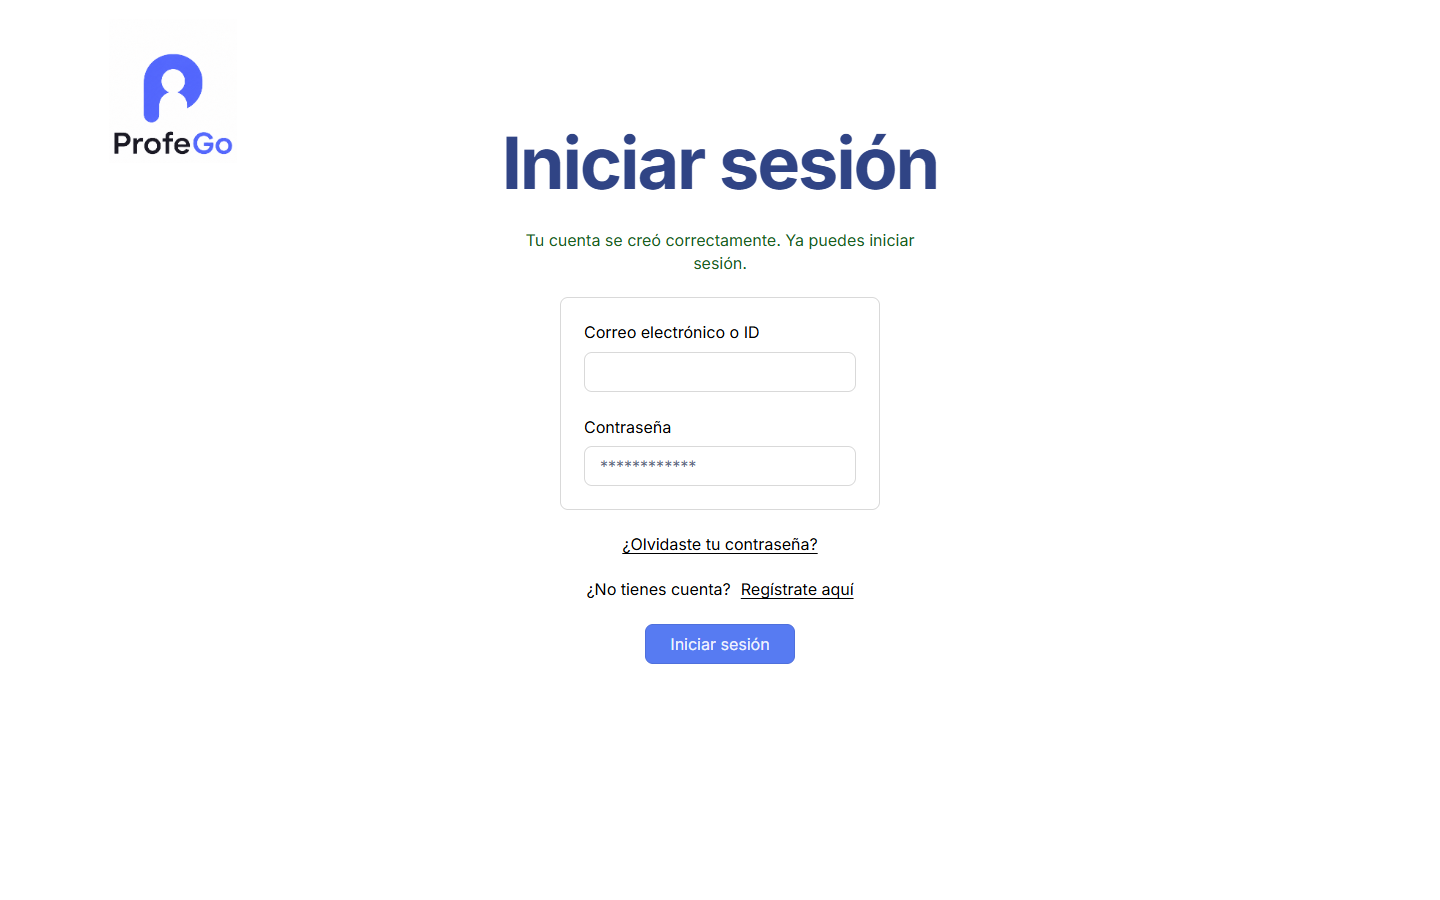 ProfeGo
Iniciar sesión
Tu cuenta se creó correctamente. Ya puedes iniciar
sesión.
Correo electrónico o ID
Contraseña
************
¿Olvidaste tu contraseña?
¿No tienes cuenta? Regístrate aquí
Iniciar sesión